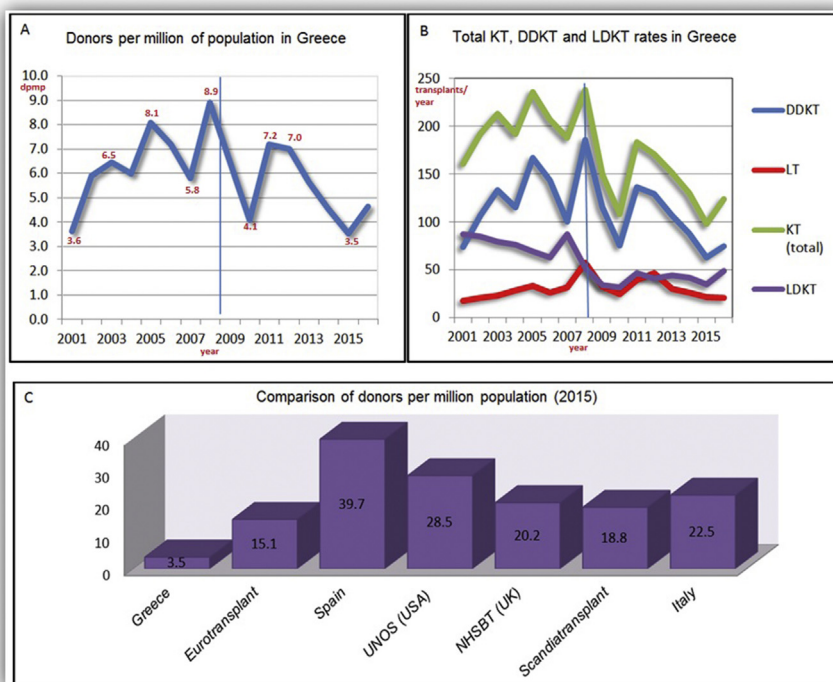 A
Donors per million of population in Greece
10.0
dpmp
9.0
8.0
7.0
6.0
5.0
4.0
3.0
2.0
1.0
0.0
3.6
6.5
8.1
5.8
8.9
4.1
7.2
7.0
3.5
2001 2003 2005 2007 2009 2011 2013 2015
year
B
Total KT, DDKT and LDKT rates in Greece
250
transplants/
year
200
150
100
50
0
2001 2003 2005 2007 2009 2011 2013 2015
year
DDKT
LT
KT
(total)
LDKT
C
Comparison of donors per million population (2015)
40
30
20
10
0
3.5
15.1
39.7
28.5
20.2
18.8
22.5
Greece
Eurotransplant
Spain
UNOS (USA)
NHSBT (UK)
Scandiatransplant
Italy